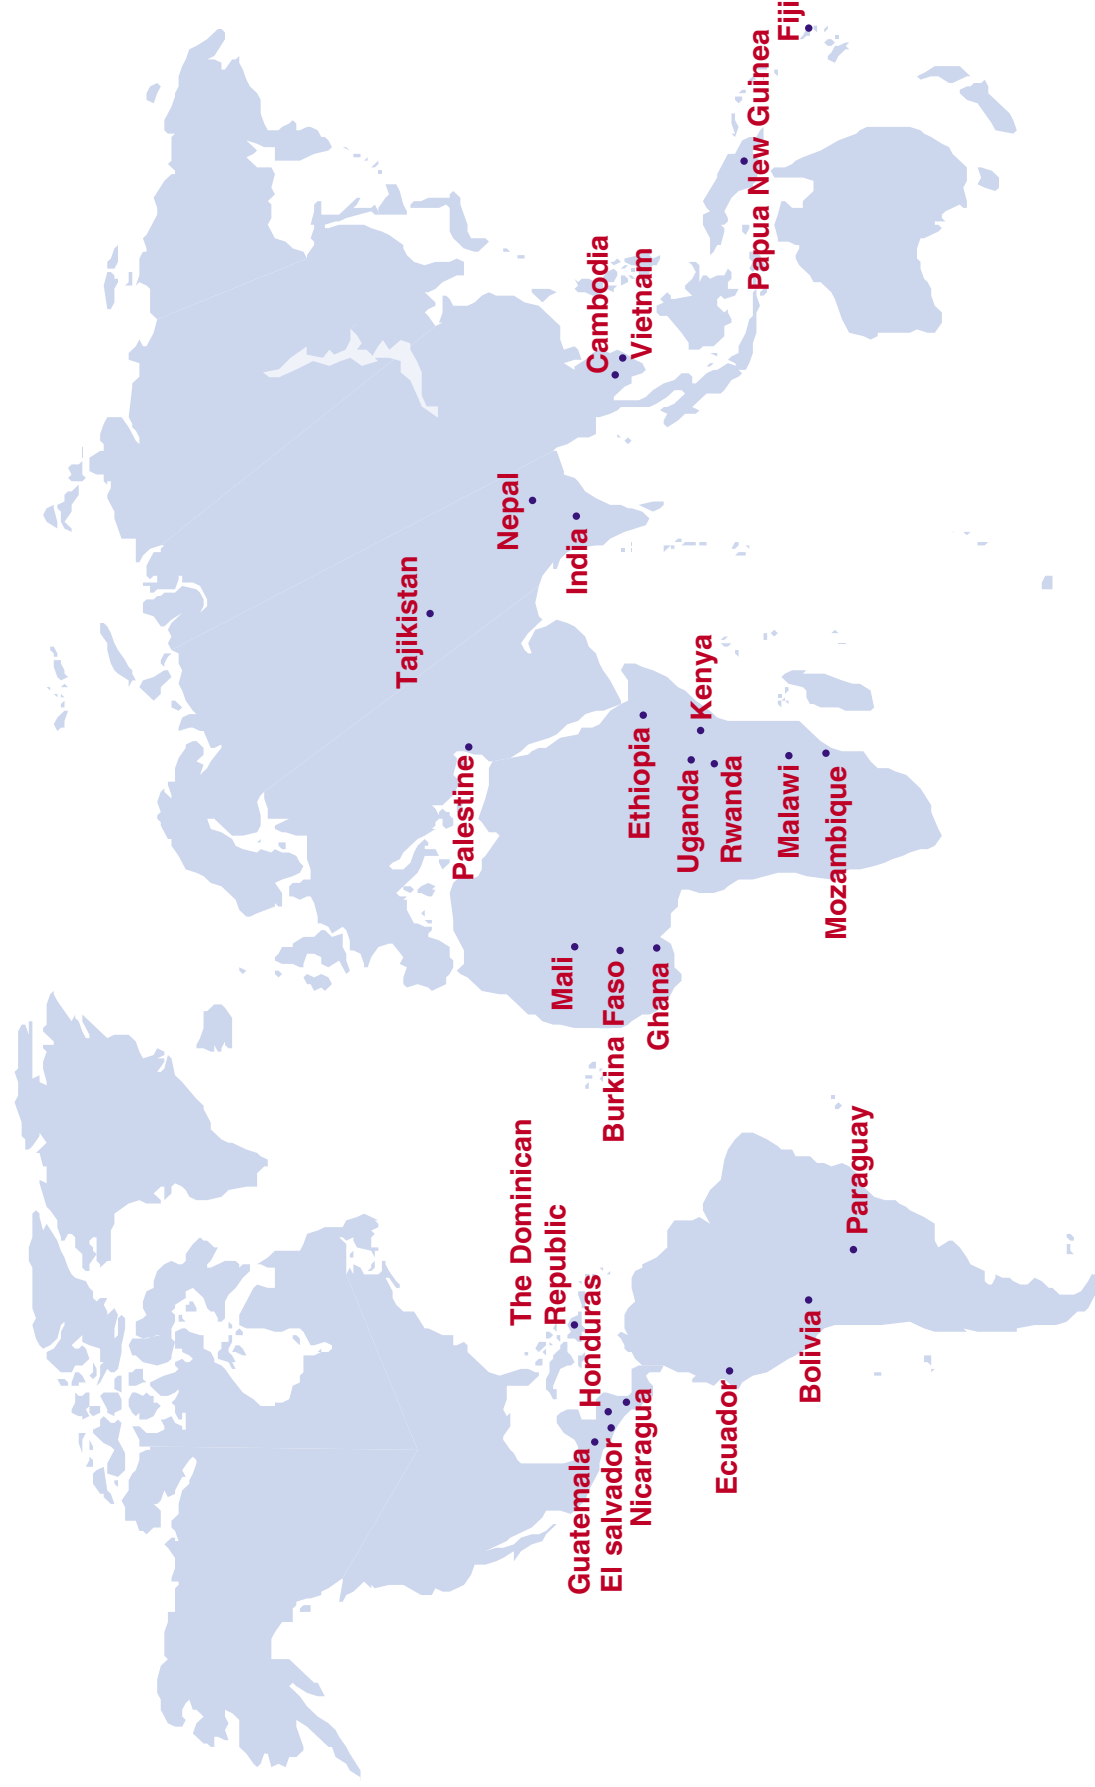 Tajikistan
Palestine
Nepal
India
Cambodia
Vietnam
Papua New Guinea
Fiji
The Dominican
Republic
Honduras
Guatemala
El salvador
Nicaragua
Ecuador
Bolivia
Paraguay
Mali
Burkina Faso
Ghana
Ethiopia
Kenya
Uganda
Rwanda
Malawi
Mozambique